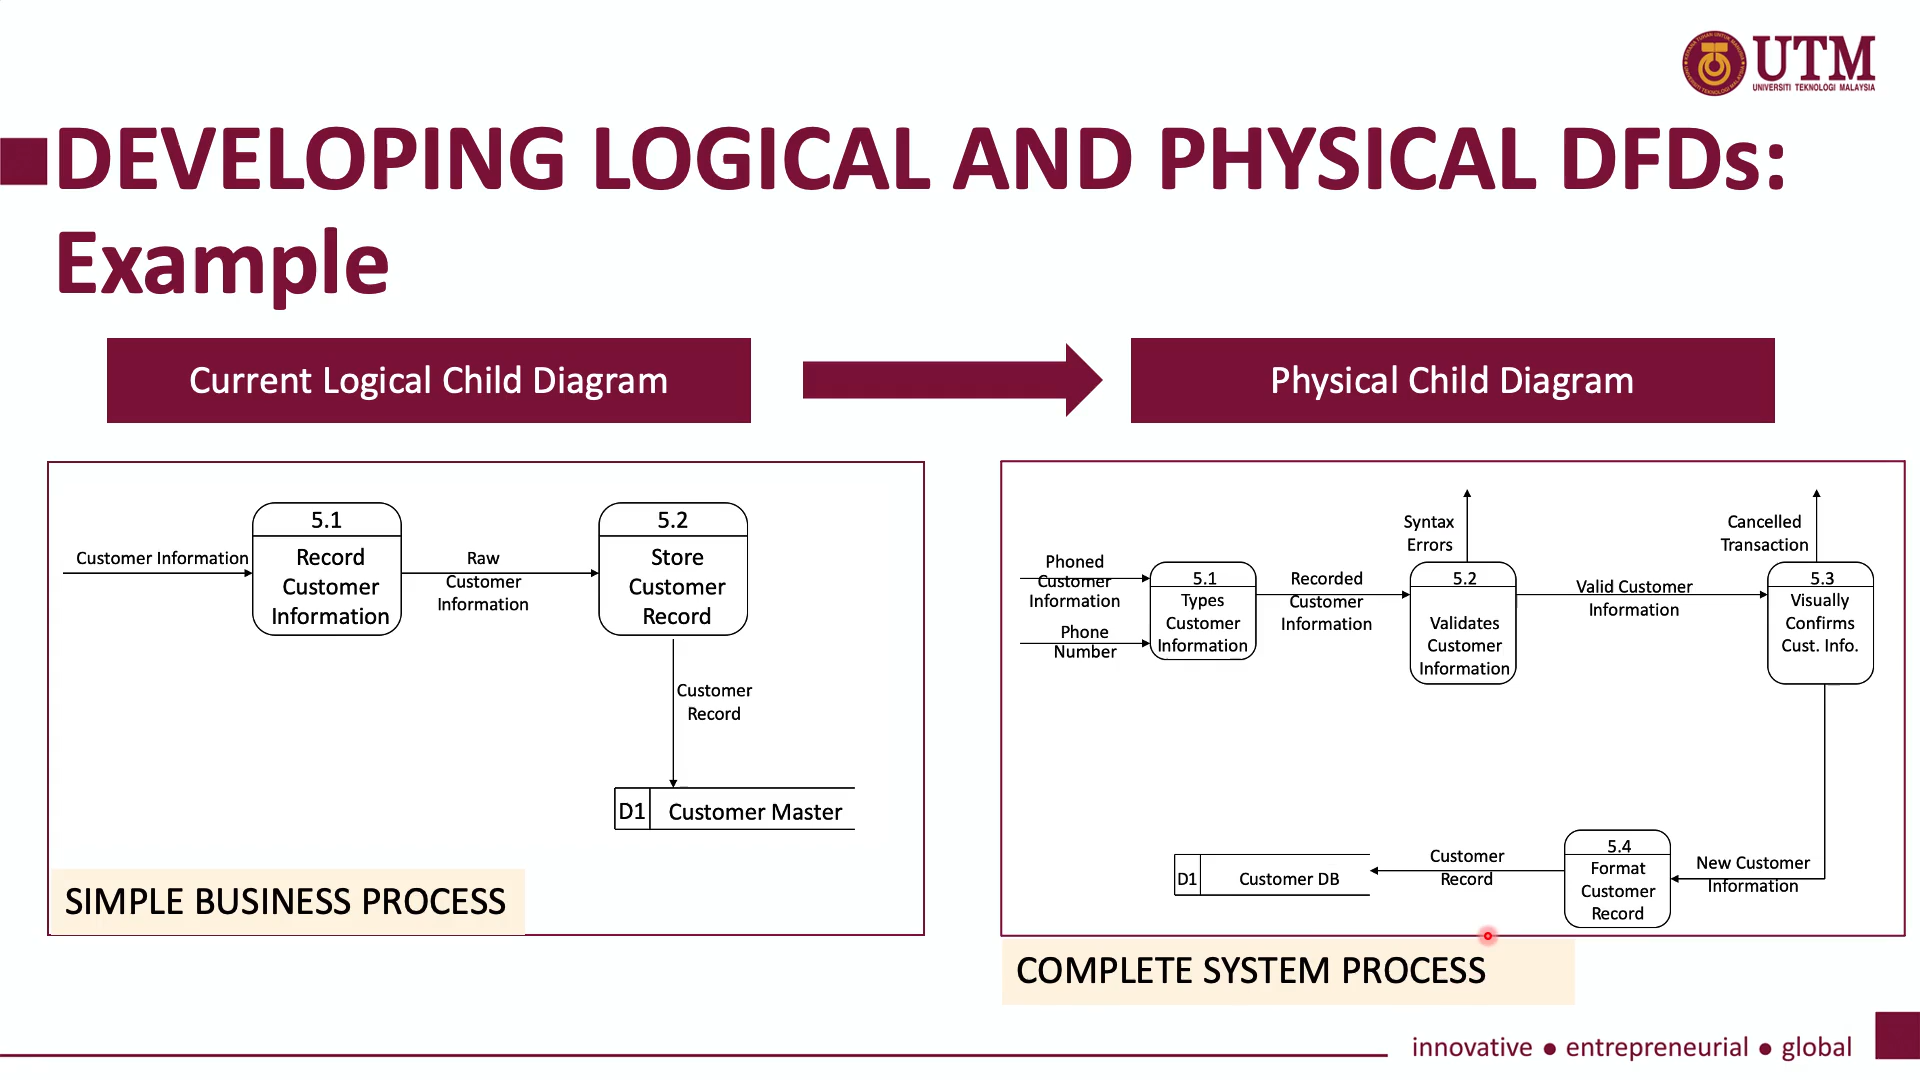 UTM
UNIVERSITI TEKNOLOGI MALAYSIA
DEVELOPING LOGICAL AND PHYSICAL DFDs:
Example
Current Logical Child Diagram
Physical Child Diagram
Customer Information
5.1
Record
Customer
Information
Raw
Customer
Information
5.2
Store
Customer
Record
Customer
Record
D1 Customer Master
SIMPLE BUSINESS PROCESS
Phoned
Customer
Information
Phone
Number
5.1
Types
Customer
Information
Recorded
Customer
Information
Syntax
Errors
5.2
Validates
Customer
Information
Valid Customer
Information
Cancelled
Transaction
5.3
Visually
Confirms
Cust. Info.
New Customer
Information
5.4
Format
Customer
Record
Customer
Record
D1 Customer DB
COMPLETE SYSTEM PROCESS
innovative ● entrepreneurial ● global